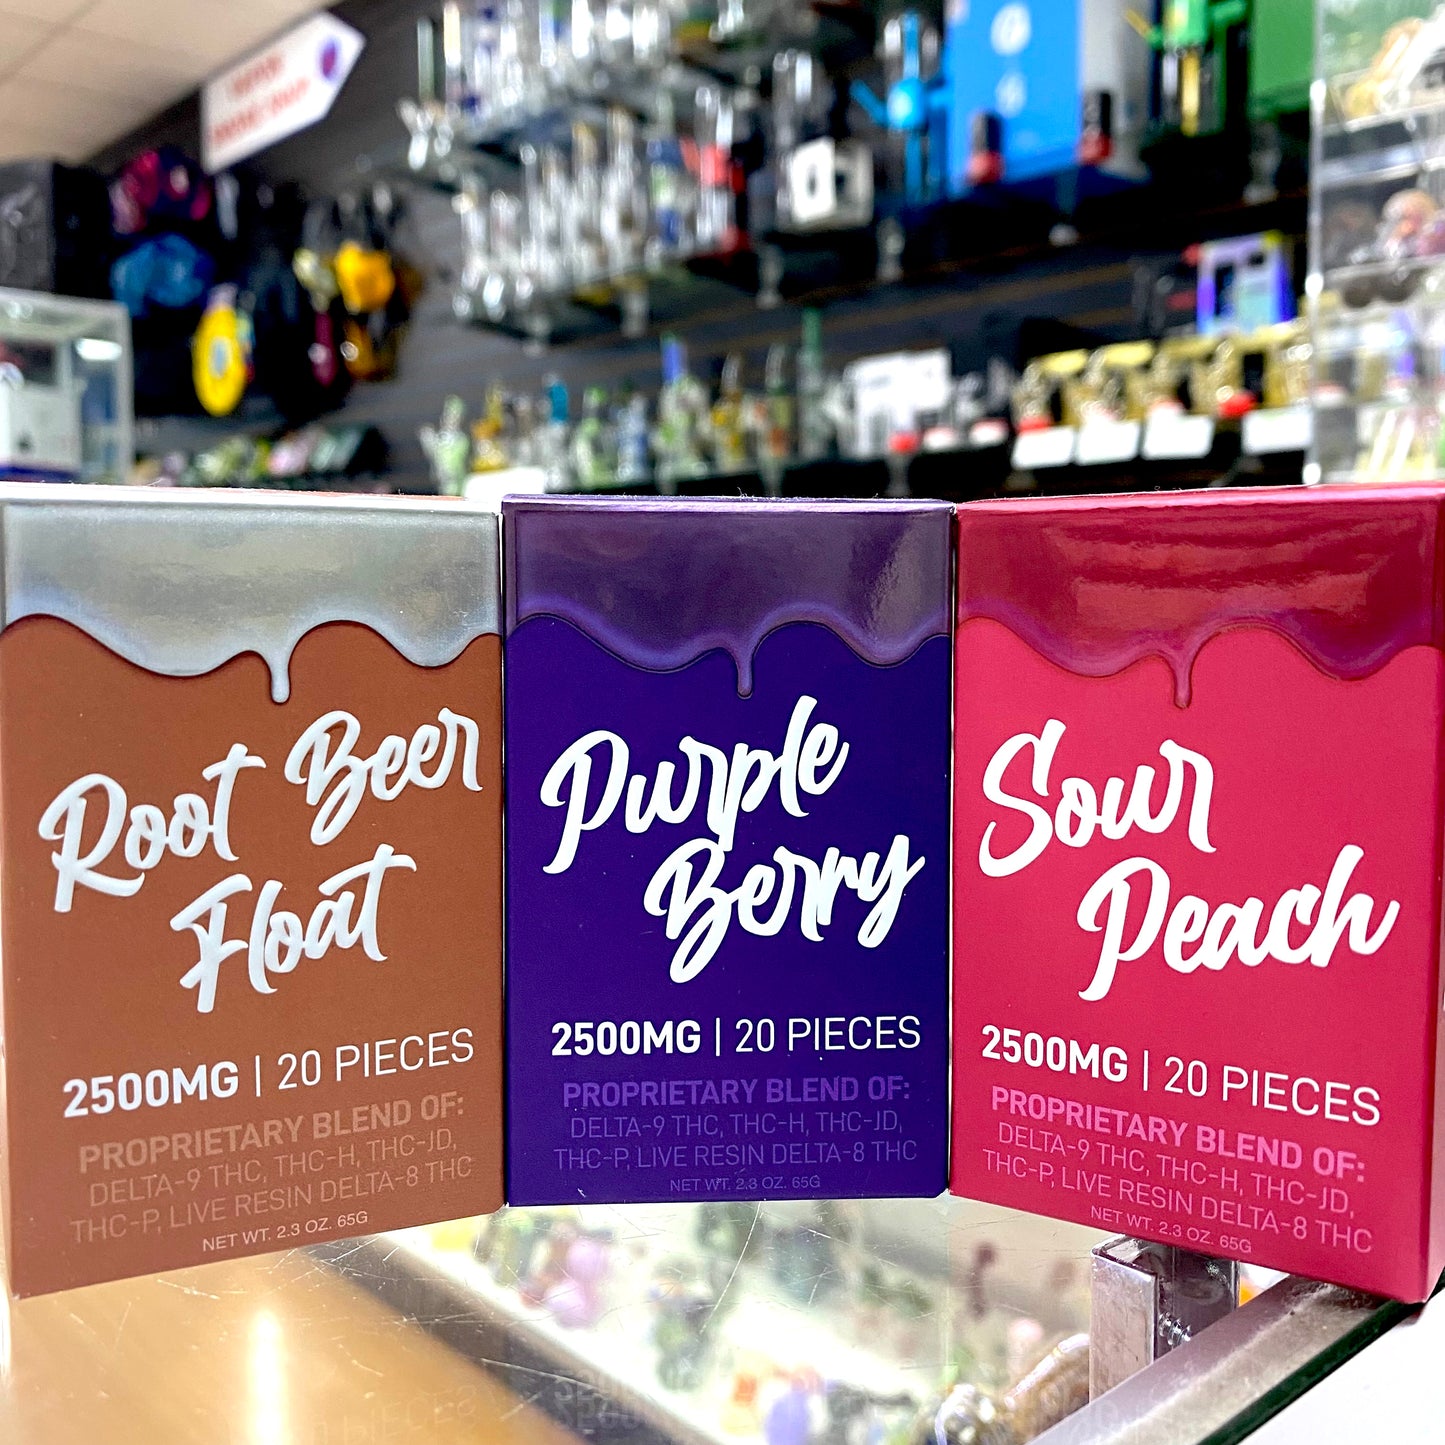 Root Beer
Float
2500MG | 20 PIECES
PROPRIETARY BLEND OF:
DELTA-9 THC, THC-H, THC-JD,
THC-P, LIVE RESIN DELTA-8 THC
NET WT. 2.3 OZ. 65G
Purple
Berry
2500MG | 20 PIECES
PROPRIETARY BLEND OF:
DELTA-9 THC, THC-H, THC-JD,
THC-P, LIVE RESIN DELTA-8 THC
NET WT. 2.3 OZ. 65G
Sour
Peach
2500MG | 20 PIECES
PROPRIETARY BLEND OF:
DELTA-9 THC, THC-H, THC-JD,
THC-P, LIVE RESIN DELTA-8 THC
NET WT. 2.3 OZ. 65G